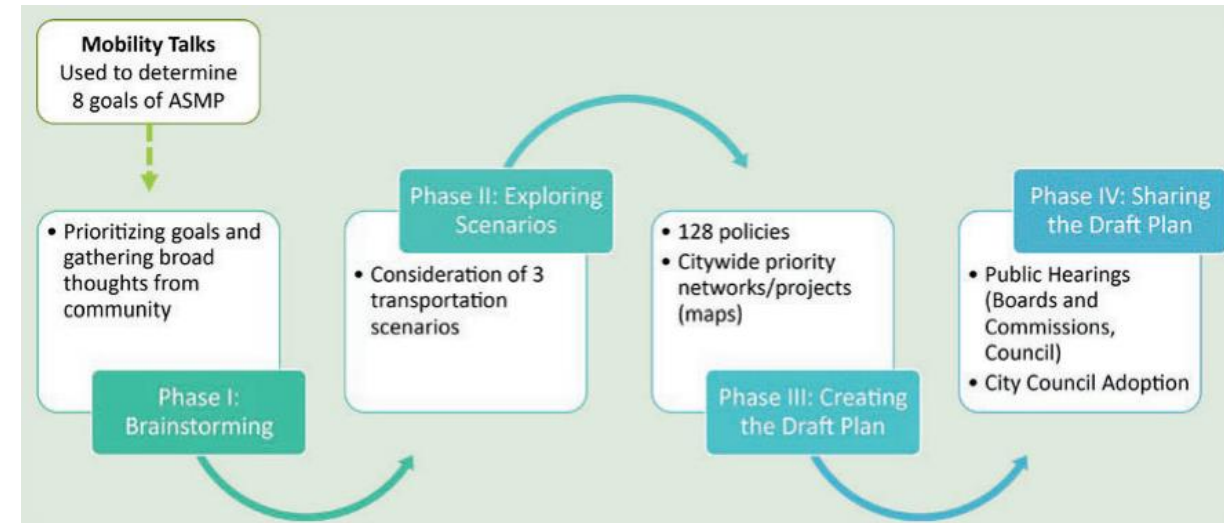 Mobility Talks
Used to determine
8 goals of ASMP
• Prioritizing goals and
gathering broad
thoughts from
community
Phase I:
Brainstorming
Phase II: Exploring
Scenarios
• Consideration of 3
transportation
scenarios
• 128 policies
• Citywide priority
networks/projects
(maps)
Phase III: Creating
the Draft Plan
Phase IV: Sharing
the Draft Plan
• Public Hearings
(Boards and
Commissions,
Council)
• City Council Adoption